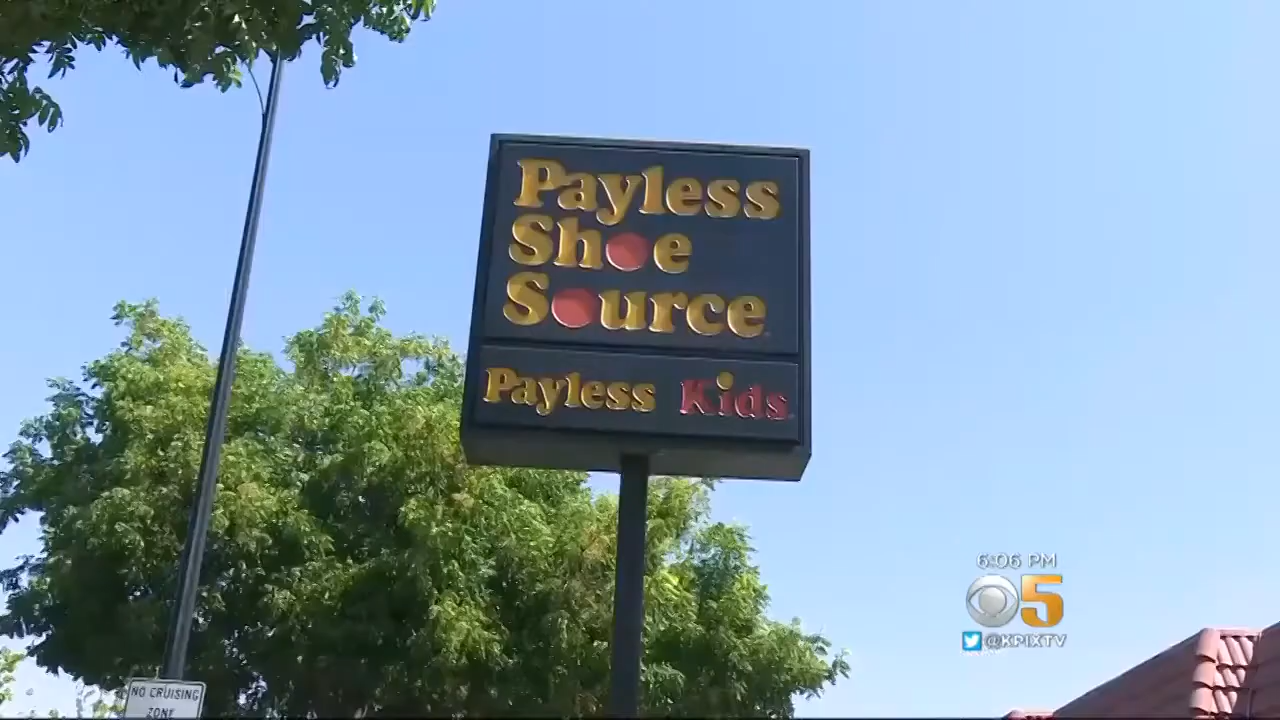 Payless
Shoe
Source
Payless Kids
6:06 PM
5
@KPIXTV
NO CRUISING
ZONE